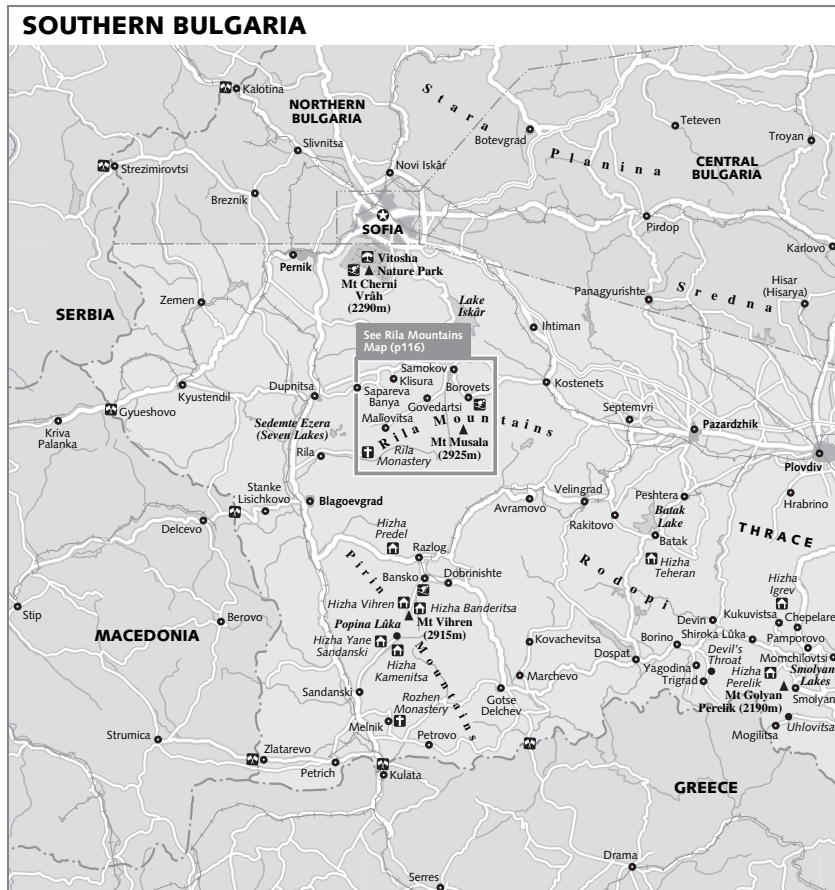 SOUTHERN BULGARIA
Kalotina
NORTHERN
BULGARIA
Stara
Planina
Teteven
Botevgrad
Troyan
Slivnitsa
CENTRAL
BULGARIA
Strezimirovtsi
Novi Iskâr
Breznik
SOFIA
Pirdop
Karlovo
Pernik
Vitosha
Nature Park
Mt Cherni
Vrâh
(2290m)
Sredna
Hisar
(Hisarya)
Panagyurishte
Lake
Iskâr
Zemen
SERBIA
Ihtiman
See Rila Mountains
Map (p116)
Samokov
Klisura
Borovets
Kostenets
Kyustendil
Dupnitsa
Sapareva
Banya
Govedartsi
Gyueshovo
Septemvri
Pazardzhik
Kriva
Palanka
Sedemte Ezera
(Seven Lakes)
Maliovitsa
Rila Mountains
Mt Musala
(2925m)
Rila
Rila
Monastery
Plovdiv
Stanke
Lisichkovo
Blagoevgrad
Velingrad
Peshtera
Hrabrino
Avramovo
Rakitovo
Batak
Lake
Delcevo
THRACE
Hizha
Predel
Batak
Razlog
Hizha
Teheran
Pirin
Mountains
Rodopi
Bansko
Dobrinishte
Hizha
Igrev
Stip
Hizha Vihren
Hizha Banderitsa
Berovo
Popina Lûka
Mt Vihren
(2915m)
Devin
Kukuvistsa
Chepelare
MACEDONIA
Hizha Yane
Sandanski
Kovachevitsa
Borino
Shiroka Lûka
Pamporovo
Hizha
Kamenitsa
Dospat
Devil's
Throat
Momchilovtsi
Yagodina
Hizha
Perelik
Smolyan
Lakes
Marchevo
Trigrad
Sandanski
Rozhen
Monastery
Gotse
Delchev
Mt Golyan
Perelik (2190m)
Smolyan
Melnik
Uhlovitsa
Strumica
Petrovo
Mogilitsa
Zlatarevo
Petrich
Kulata
GREECE
Drama
Serres